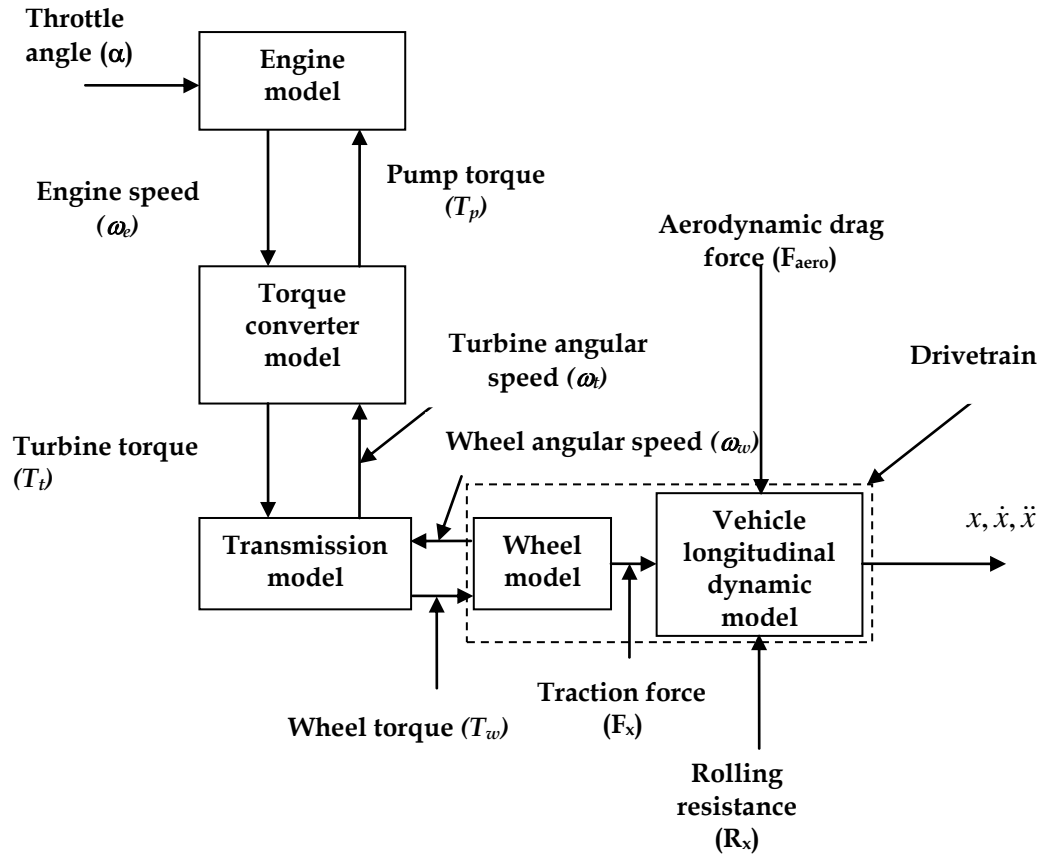 Throttle
angle (α)
Engine
model
Engine speed
(ωe)
Pump torque
(Tp)
Aerodynamic drag
force (Faero)
Torque
converter
model
Turbine angular
speed (ωt)
Drivetrain
Turbine torque
(Tt)
Wheel angular speed (ωw)
Transmission
model
Wheel
model
Vehicle
longitudinal
dynamic
model
x, ẋ, ẍ
Wheel torque (Tw)
Traction force
(Fx)
Rolling
resistance
(Rx)